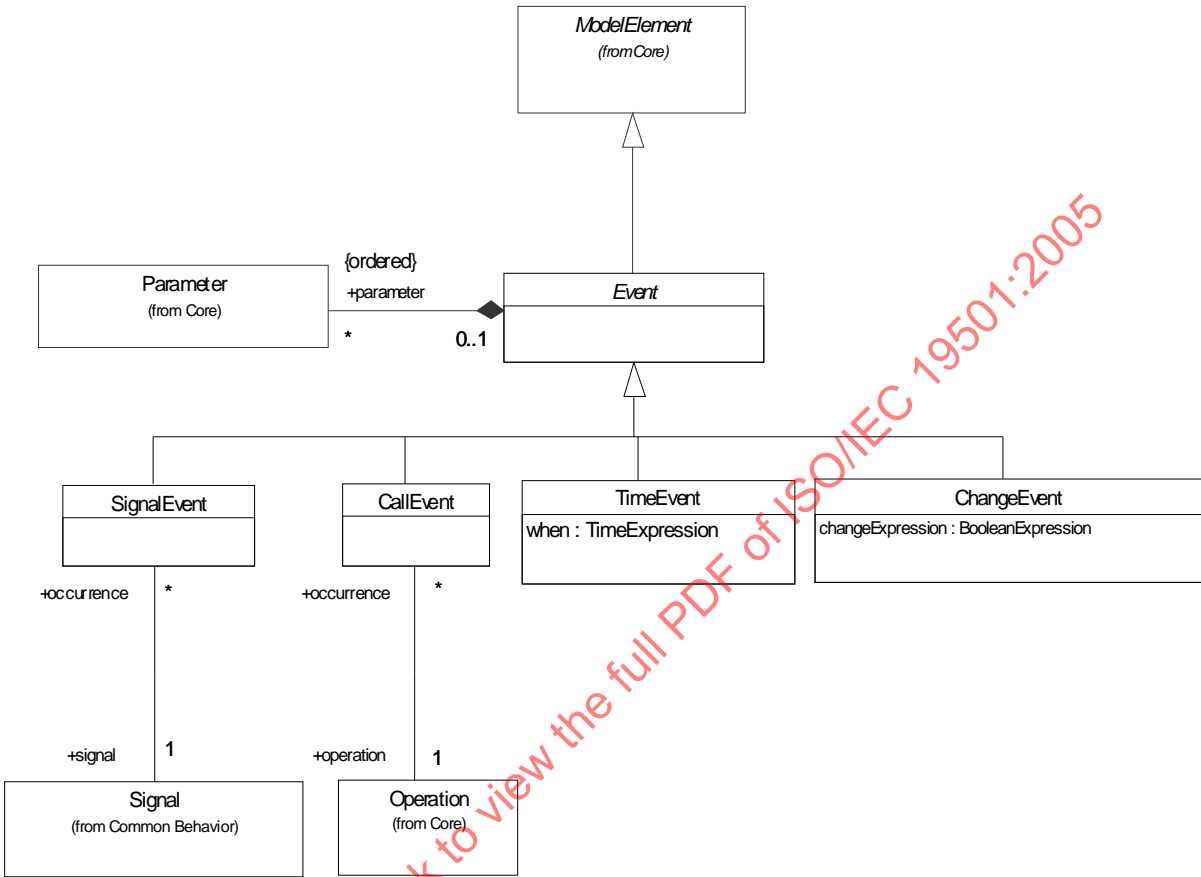 ModelElement
(from Core)
{ordered}
+parameter
Parameter
(from Core)
*
0..1
Event
SignalEvent
CallEvent
TimeEvent
when : TimeExpression
ChangeEvent
changeExpression : BooleanExpression
+occurrence
*
+occurrence
*
+signal
1
+operation
1
Signal
(from Common Behavior)
Operation
(from Core)
k to view the full PDF of ISO/IEC 19501:2005